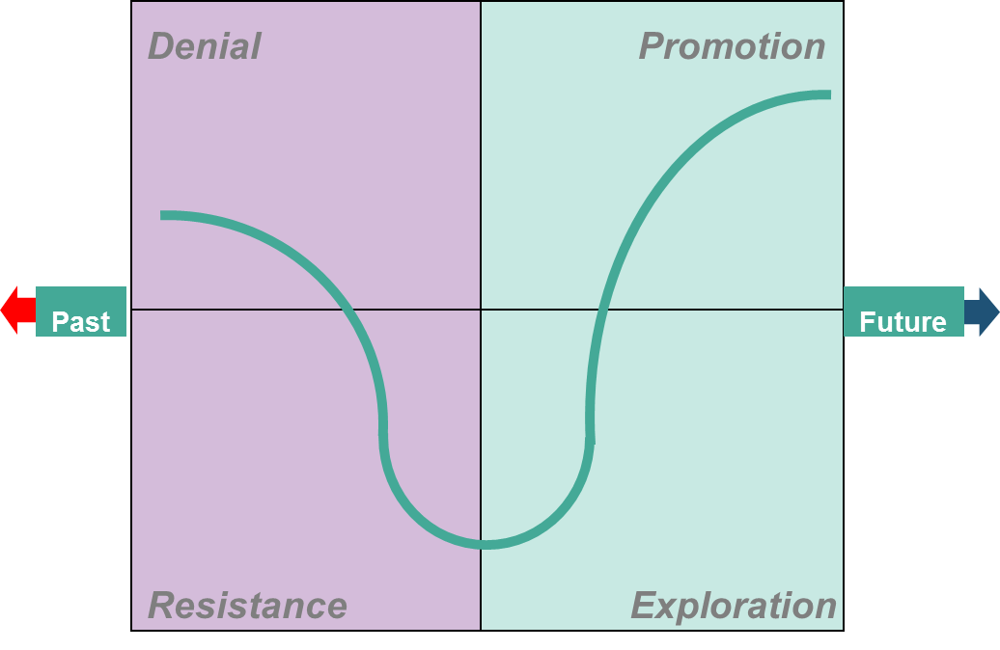 Denial
Promotion
Past
Future
Resistance
Exploration